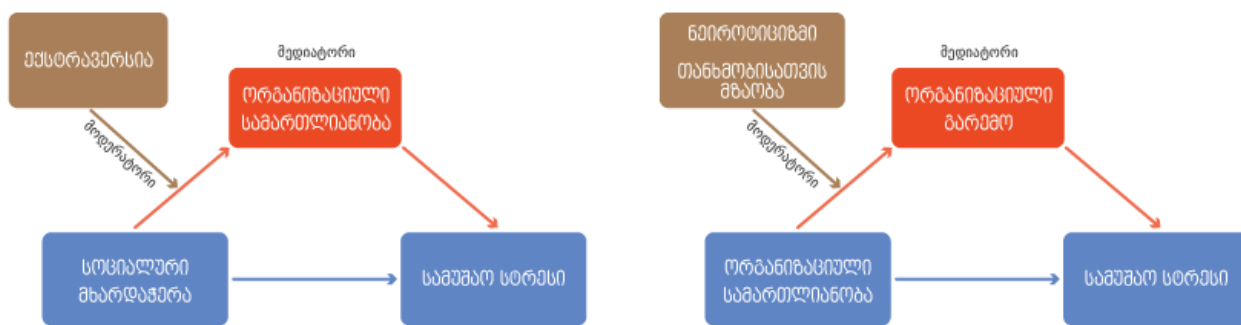 ექსტრავერსია
მედიატორი
ორგანიზაციული
სამართლიანობა
მოდერატორი
სოციალური
მხარდაჭერა
სამუშაო სტრესი
ნეიროტიციზმი
თანხმობისათვის
მზაობა
მედიატორი
ორგანიზაციული
გარემო
მოდერატორი
ორგანიზაციული
სამართლიანობა
სამუშაო სტრესი